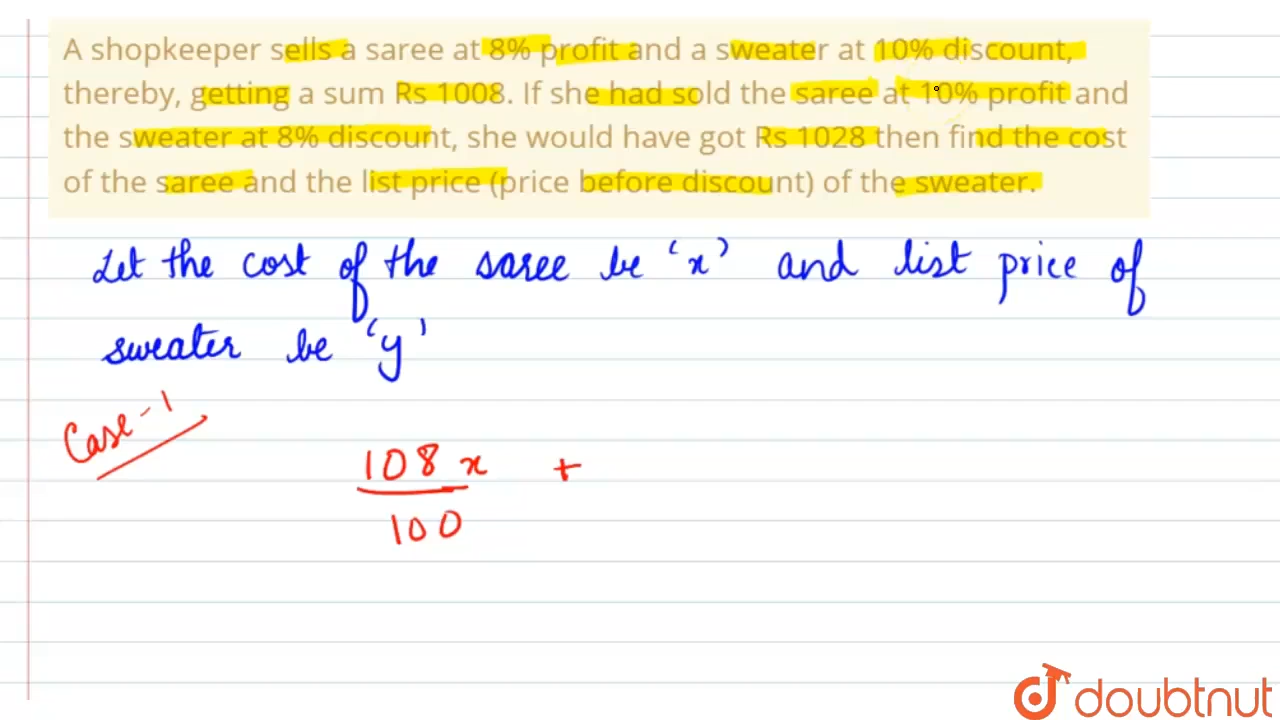 A shopkeeper sells a saree at 8% profit and a sweater at 10% discount,
thereby, getting a sum Rs 1008. If she had sold the saree at 10% profit and
the sweater at 8% discount, she would have got Rs 1028 then find the cost
of the saree and the list price (price before discount) of the sweater.
Let the cost of the saree be ‘x’ and list price of
sweater be ‘y’
Case-1
108x +
100
doubtnut